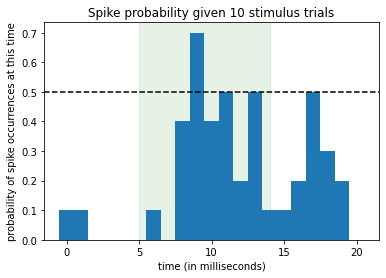 Spike probability given 10 stimulus trials
probability of spike occurrences at this time
0.7
0.6
0.5
0.4
0.3
0.2
0.1
0.0
0 5 10 15 20
time (in milliseconds)